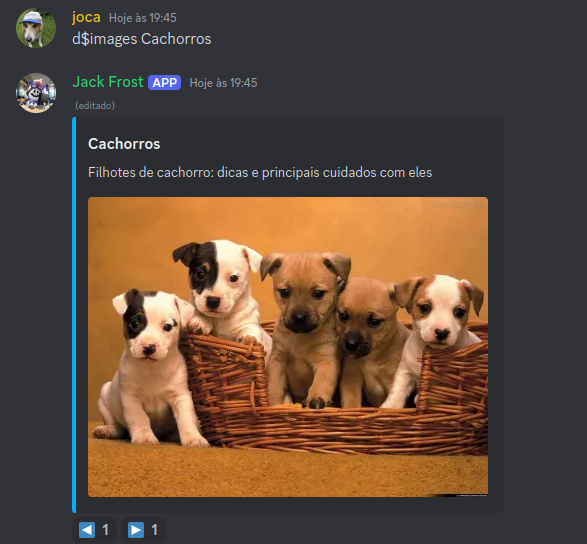 joca Hoje às 19:45
d$images Cachorros
Jack Frost APP Hoje às 19:45
(editado)
Cachorros
Filhotes de cachorro: dicas e principais cuidados com eles
1 1